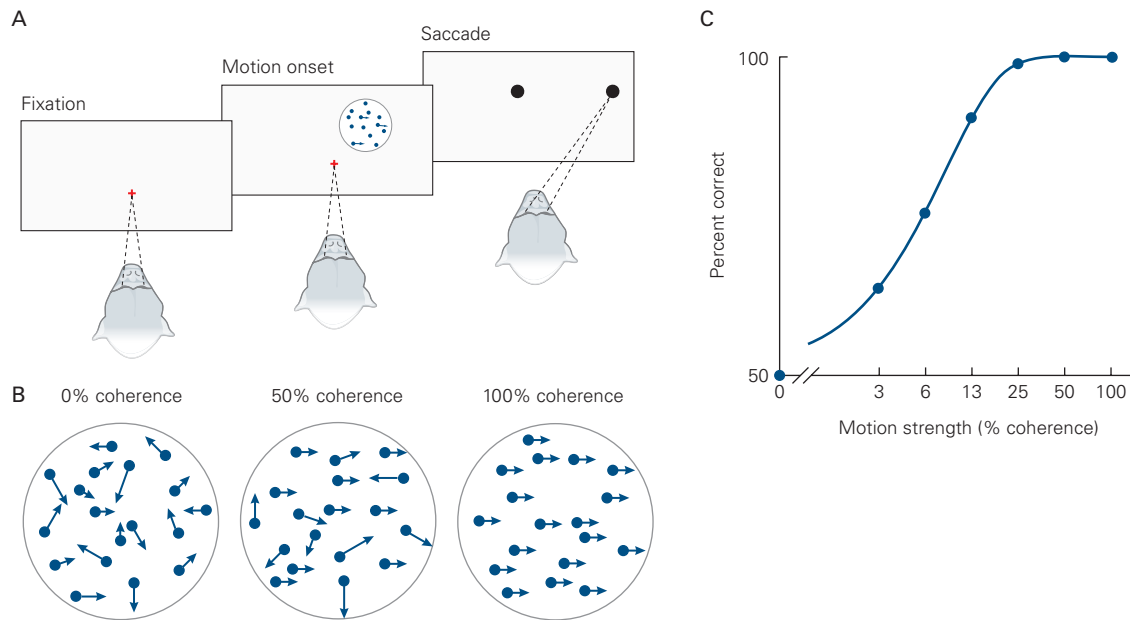 A
Fixation
Motion onset
Saccade
B
0% coherence
50% coherence
100% coherence
C
100
Percent correct
50
0 3 6 13 25 50 100
Motion strength (% coherence)